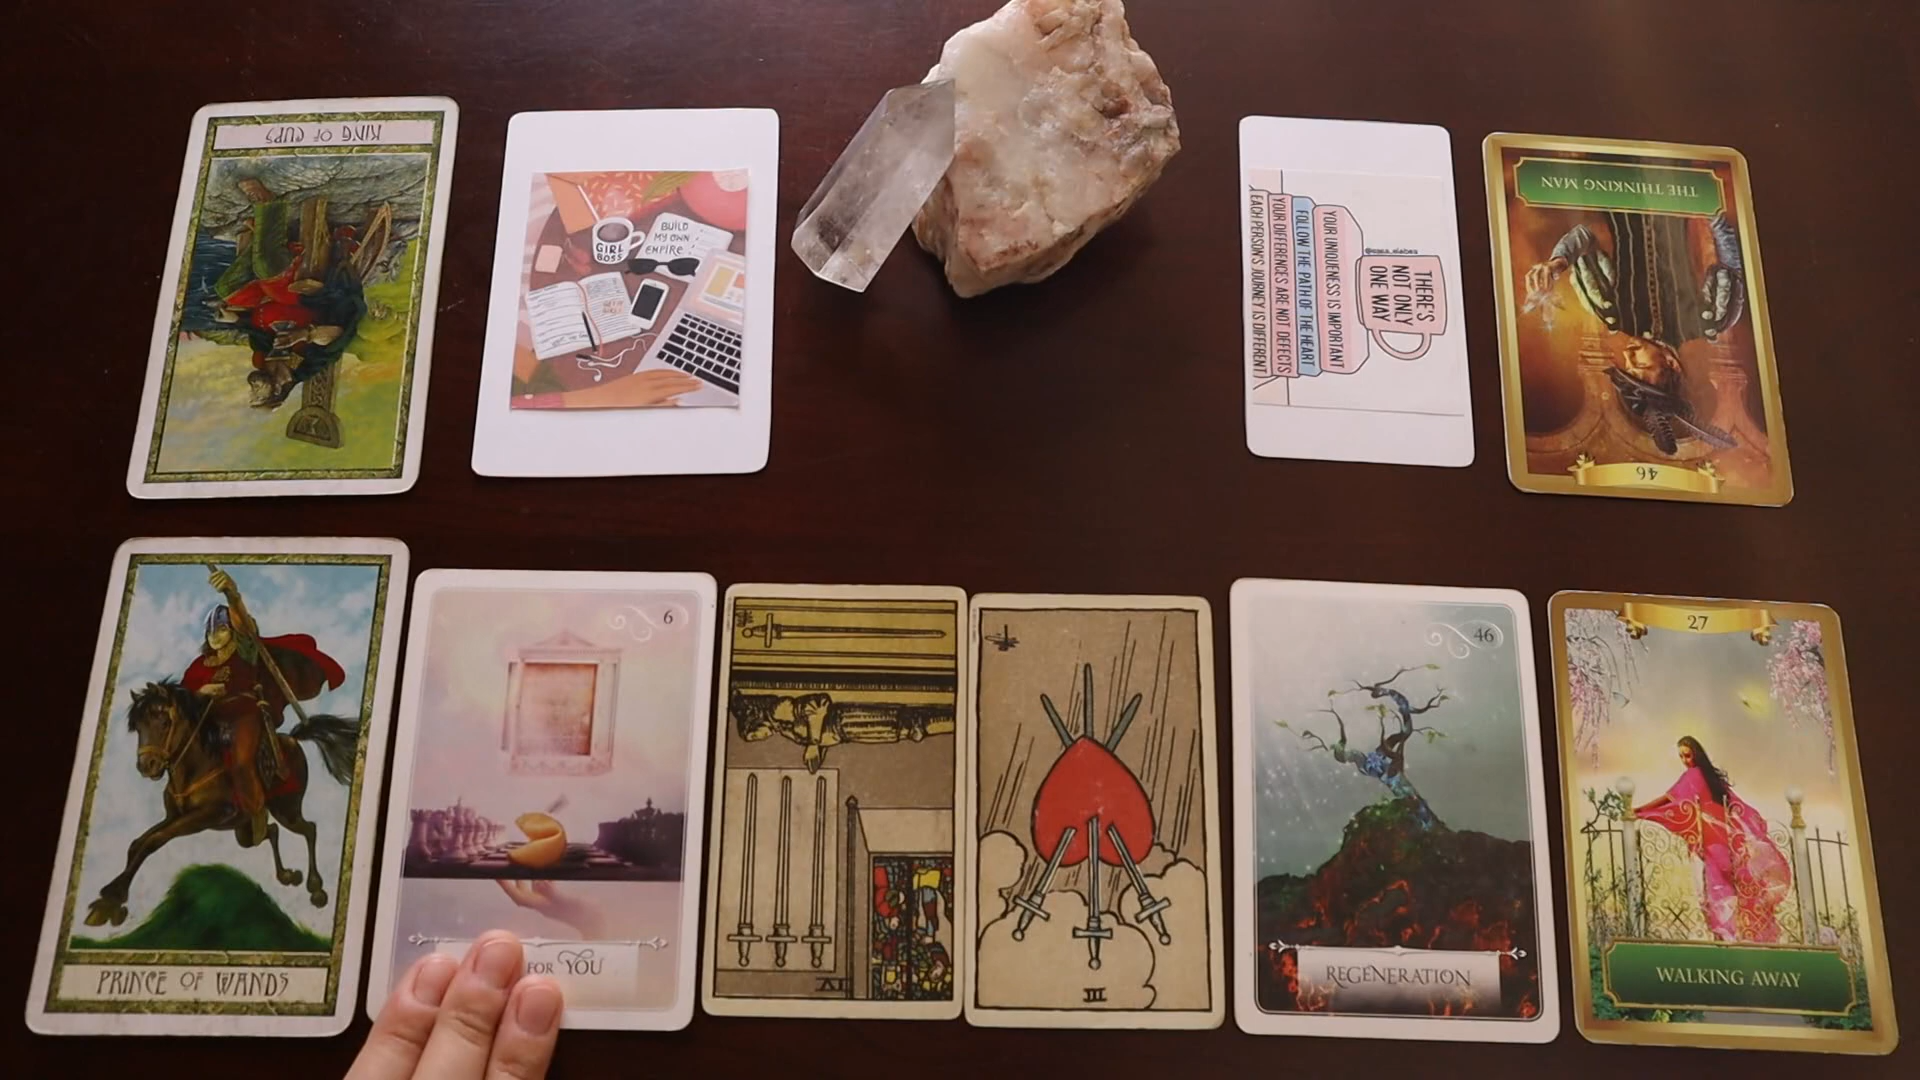 KING OF CUPS
GIRL
BOSS
BUILD
MY OWN
EMPIRE
@cora_elabes
THERE'S
NOT ONLY
ONE WAY
YOUR UNIQUENESS IS IMPORTANT
FOLLOW THE PATH OF THE HEART
YOUR DIFFERENCES ARE NOT DEFECTS
EACH PERSON'S JOURNEY IS DIFFERENT
THE THINKING MAN
46
PRINCE OF WANDS
6
FOR YOU
IV
III
46
REGENERATION
27
WALKING AWAY